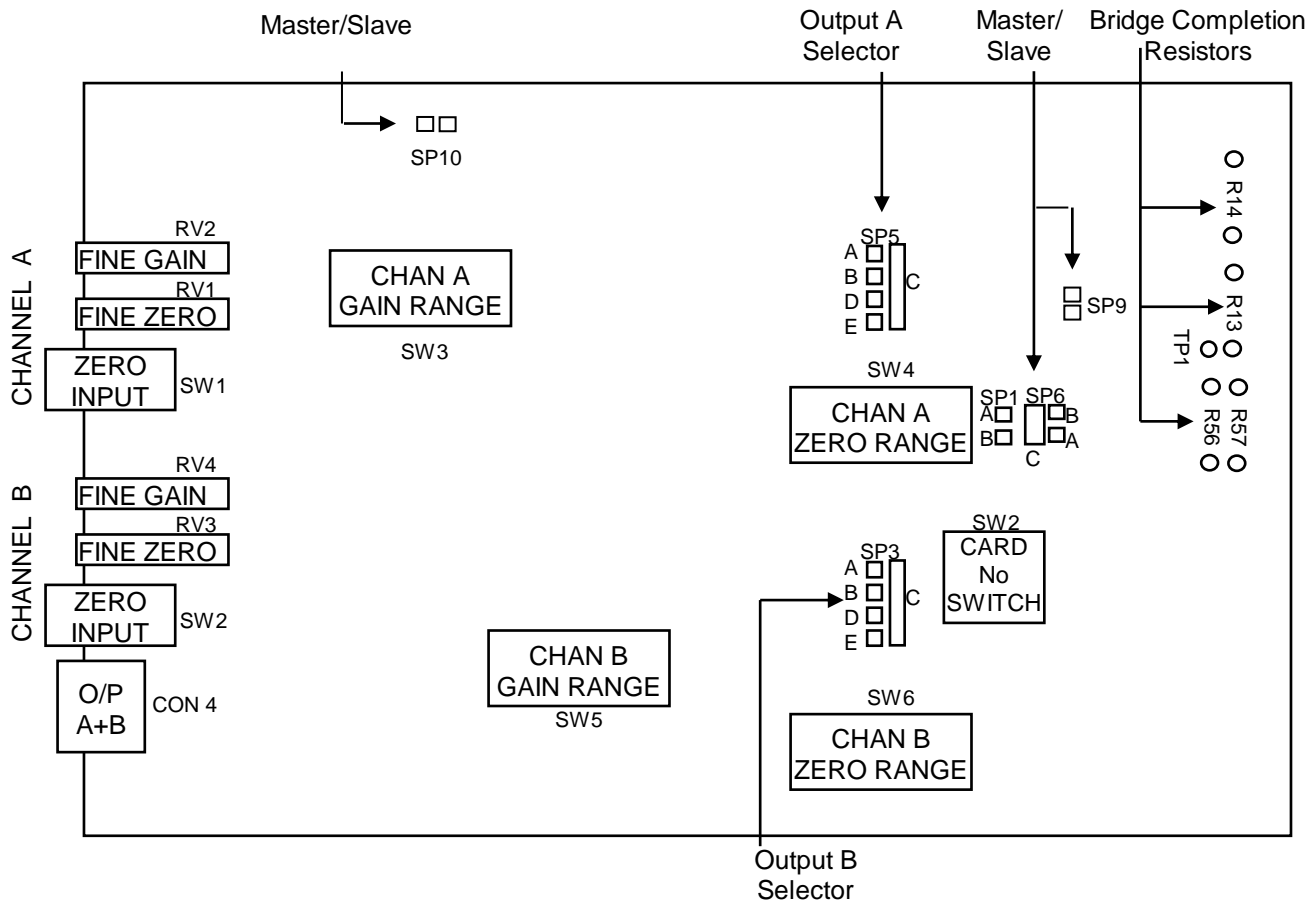 Master/Slave
Output A
Selector
Master/
Slave
Bridge Completion
Resistors
SP10
R14
RV2
FINE GAIN
RV1
FINE ZERO
ZERO
INPUT
SW1
CHANNEL A
CHAN A
GAIN RANGE
SW3
SP5
A
B
D
E
C
SP9
R13
TP1
SW4
CHAN A
ZERO RANGE
SP1
A
B
SP6
B
A
C
R56
R57
RV4
FINE GAIN
RV3
FINE ZERO
ZERO
INPUT
SW2
CHANNEL B
O/P
A+B
CON 4
SP3
A
B
D
E
C
SW2
CARD
No
SWITCH
CHAN B
GAIN RANGE
SW5
SW6
CHAN B
ZERO RANGE
Output B
Selector